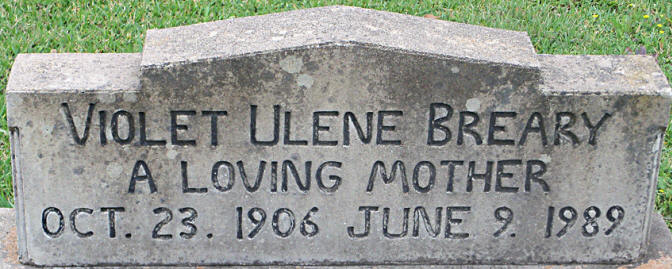 VIOLET ULENE BREARY
A LOVING MOTHER
OCT. 23. 1906 JUNE 9. 1989